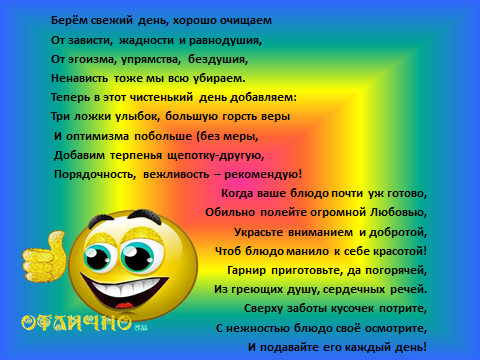 Берём свежий день, хорошо очищаем
От зависти, жадности и равнодушия,
От эгоизма, упрямства, бездушия,
Ненависть тоже мы всю убираем.
Теперь в этот чистенький день добавляем:
Три ложки улыбок, большую горсть веры
И оптимизма побольше (без меры,
Добавим терпенья щепотку-другую,
Порядочность, вежливость – рекомендую!
Когда ваше блюдо почти уж готово,
Обильно полейте огромной Любовью,
Украсьте вниманием и добротой,
Чтоб блюдо манило к себе красотой!
Гарнир приготовьте, да погорячей,
Из греющих душу, сердечных речей.
Сверху заботы кусочек потрите,
С нежностью блюдо своё осмотрите,
И подавайте его каждый день!
ОТЛИЧНО